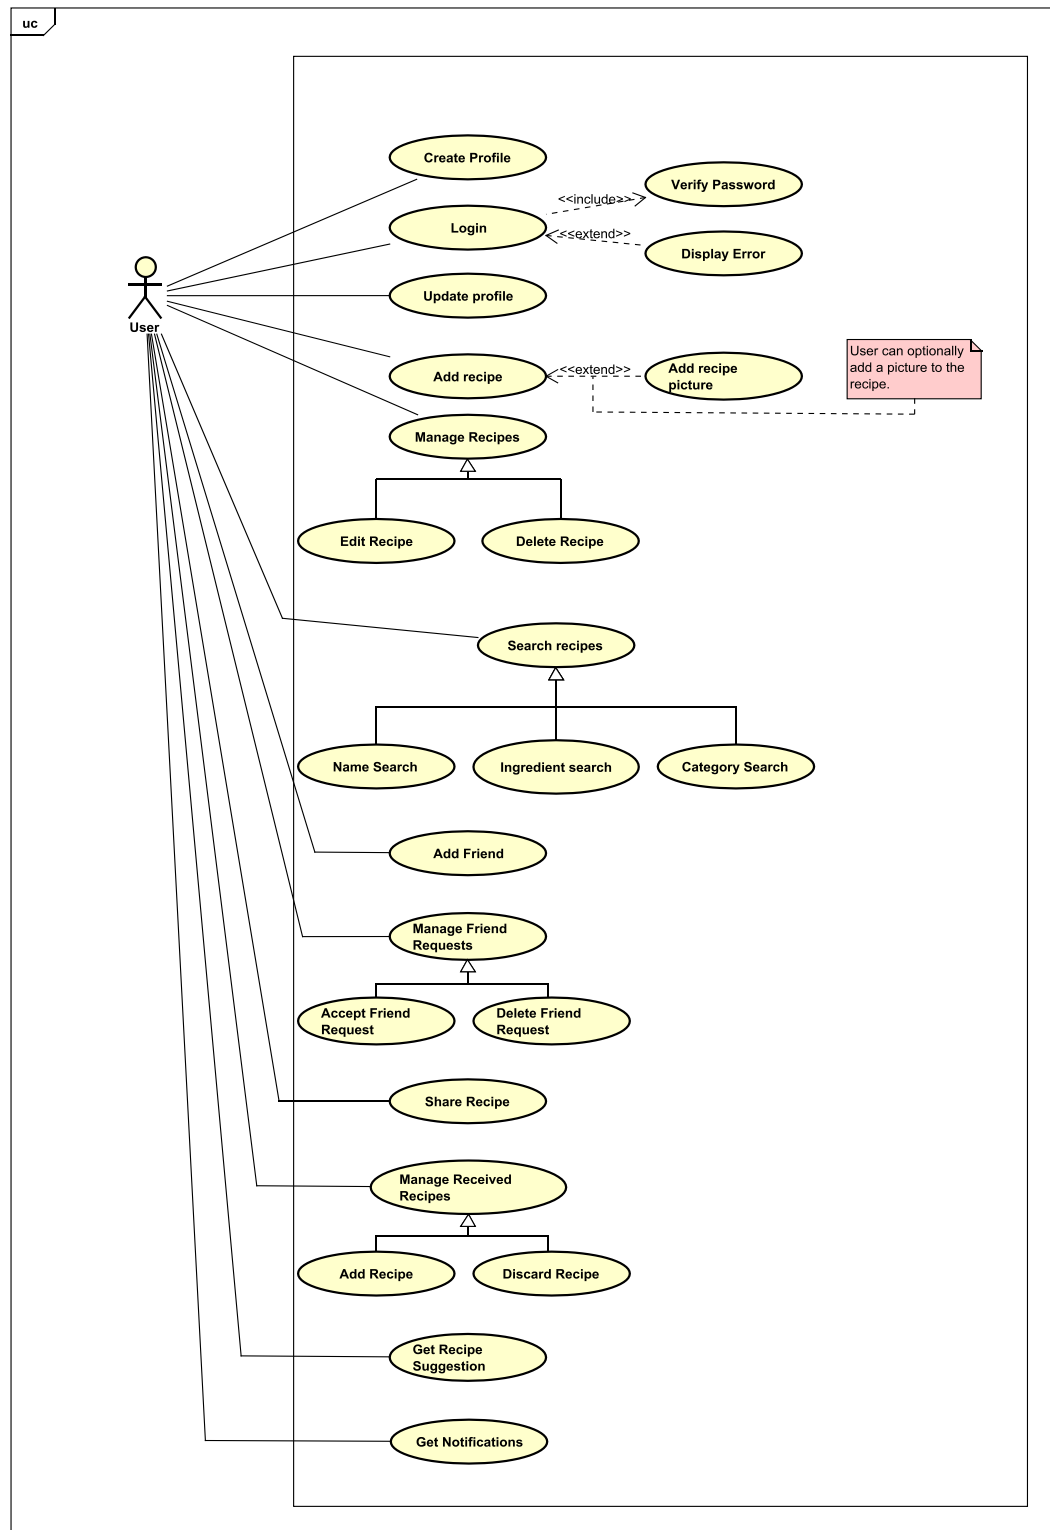 uc
Create Profile
Verify Password
<<include>>
Login
<<extend>>
Display Error
Update profile
User
User can optionally
add a picture to the
recipe.
Add recipe
<<extend>>
Add recipe
picture
Manage Recipes
Edit Recipe
Delete Recipe
Search recipes
Name Search
Ingredient search
Category Search
Add Friend
Manage Friend
Requests
Accept Friend
Request
Delete Friend
Request
Share Recipe
Manage Received
Recipes
Add Recipe
Discard Recipe
Get Recipe
Suggestion
Get Notifications